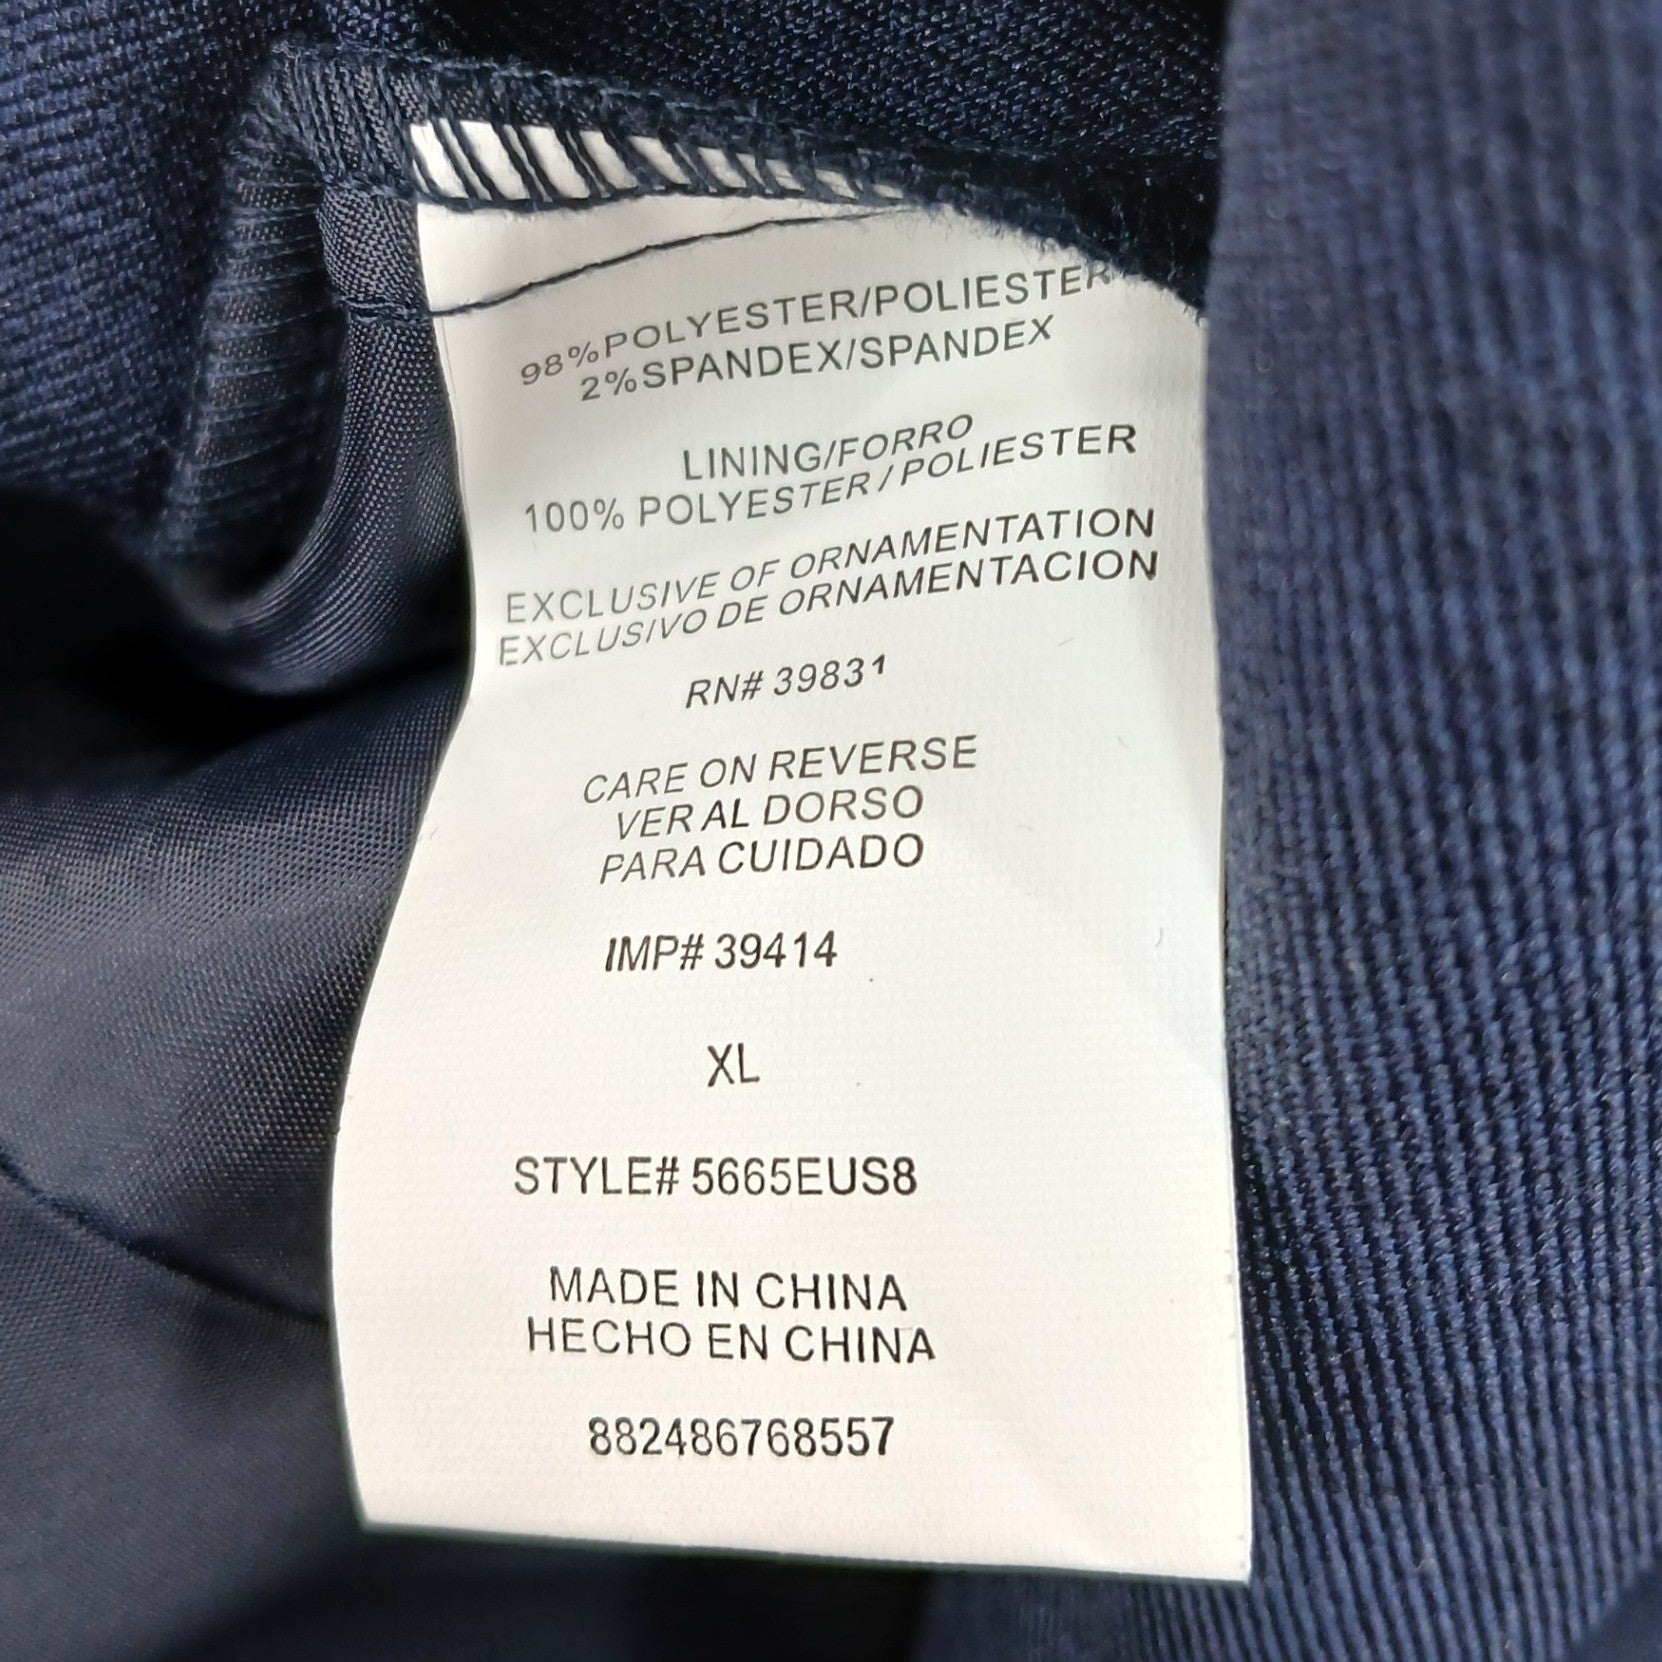 98%POLYESTER/POLIESTER
2%SPANDEX/SPANDEX
LINING/FORRO
100% POLYESTER/POLIESTER
EXCLUSIVE OF ORNAMENTATION
EXCLUSIVO DE ORNAMENTACION
RN# 39831
CARE ON REVERSE
VER AL DORSO
PARA CUIDADO
IMP# 39414
XL
STYLE# 5665EUS8
MADE IN CHINA
HECHO EN CHINA
882486768557